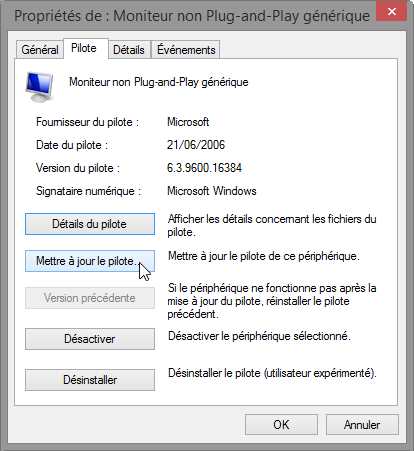 Propriétés de : Moniteur non Plug-and-Play générique
Général
Pilote
Détails
Événements
Moniteur non Plug-and-Play générique
Fournisseur du pilote :
Microsoft
Date du pilote :
21/06/2006
Version du pilote :
6.3.9600.16384
Signataire numérique :
Microsoft Windows
Détails du pilote
Afficher les détails concernant les fichiers du
pilote.
Mettre à jour le pilote...
Mettre à jour le pilote de ce périphérique.
Version précédente
Si le périphérique ne fonctionne pas après la
mise à jour du pilote, réinstaller le pilote
précédent.
Désactiver
Désactiver le périphérique sélectionné.
Désinstaller
Désinstaller le pilote (utilisateur expérimenté).
OK
Annuler